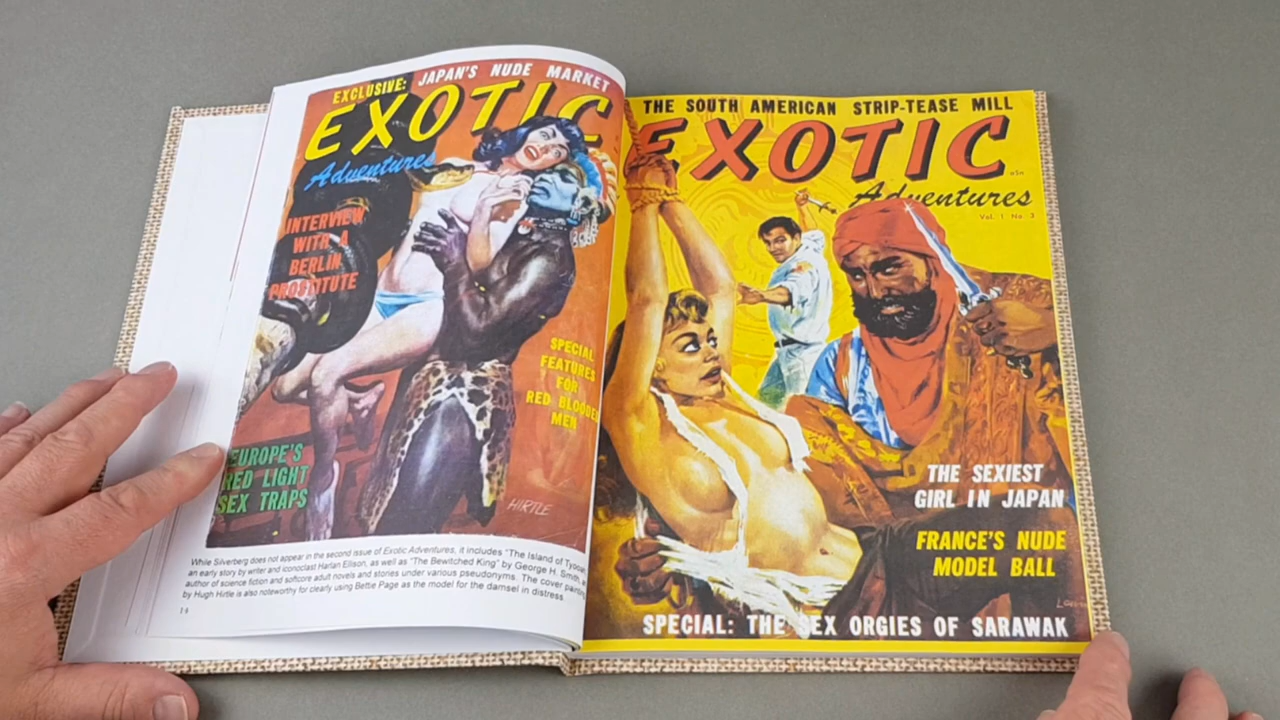 EXCLUSIVE: JAPAN'S NUDE MARKET
EXOTIC
Adventures
INTERVIEW
WITH A
BERLIN
PROSTITUTE
SPECIAL
FEATURES
FOR
RED BLOODED
MEN
EUROPE'S
RED LIGHT
SEX TRAPS
HIRTLE
While Silverberg does not appear in the second issue of Exotic Adventures, it includes "The Island of
an early story by writer and iconoclast Harlan Ellison, as well as "The Bewitched King" by George H. Smith,
author of science fiction and softcore adult novels and stories under various pseudonyms. The cover painting
by Hugh Hirtle is also noteworthy for clearly using Bettie Page as the model for the damsel in distress.
THE SOUTH AMERICAN STRIP-TEASE MILL
EXOTIC
Adventures
Vol. 1 No. 3
THE SEXIEST
GIRL IN JAPAN
FRANCE'S NUDE
MODEL BALL
SPECIAL: THE SEX ORGIES OF SARAWAK